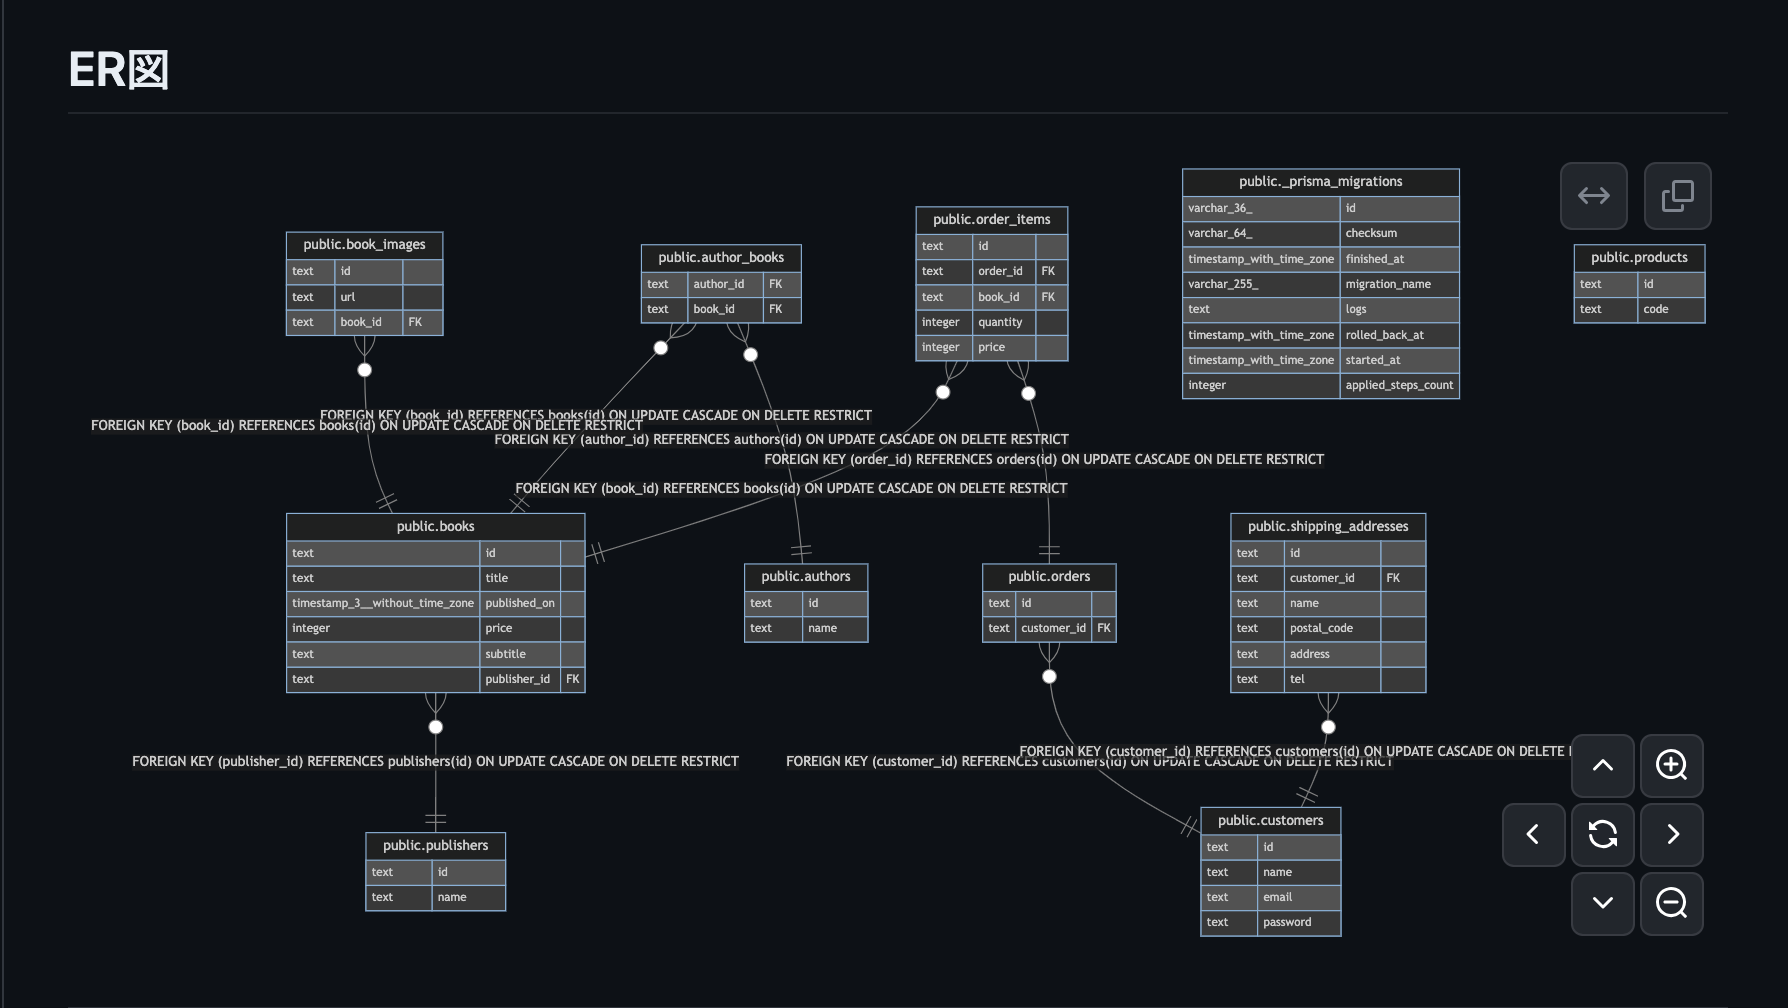 ER図
public.book_images
text id
text url
text book_id FK
public.author_books
text author_id FK
text book_id FK
public.order_items
text id
text order_id FK
text book_id FK
integer quantity
integer price
public._prisma_migrations
varchar_36_ id
varchar_64_ checksum
timestamp_with_time_zone finished_at
varchar_255_ migration_name
text logs
timestamp_with_time_zone rolled_back_at
timestamp_with_time_zone started_at
integer applied_steps_count
public.products
text id
text code
FOREIGN KEY (book_id) REFERENCES books(id) ON UPDATE CASCADE ON DELETE RESTRICT
FOREIGN KEY (book_id) REFERENCES books(id) ON UPDATE CASCADE ON DELETE RESTRICT
FOREIGN KEY (author_id) REFERENCES authors(id) ON UPDATE CASCADE ON DELETE RESTRICT
FOREIGN KEY (order_id) REFERENCES orders(id) ON UPDATE CASCADE ON DELETE RESTRICT
FOREIGN KEY (book_id) REFERENCES books(id) ON UPDATE CASCADE ON DELETE RESTRICT
public.books
text id
text title
timestamp_3__without_time_zone published_on
integer price
text subtitle
text publisher_id FK
public.authors
text id
text name
public.orders
text id
text customer_id FK
public.shipping_addresses
text id
text customer_id FK
text name
text postal_code
text address
text tel
FOREIGN KEY (publisher_id) REFERENCES publishers(id) ON UPDATE CASCADE ON DELETE RESTRICT
FOREIGN KEY (customer_id) REFERENCES customers(id) ON UPDATE CASCADE ON DELETE
FOREIGN KEY (customer_id) REFERENCES customers(id) ON UPDATE CASCADE ON DELETE RESTRICT
public.publishers
text id
text name
public.customers
text id
text name
text email
text password